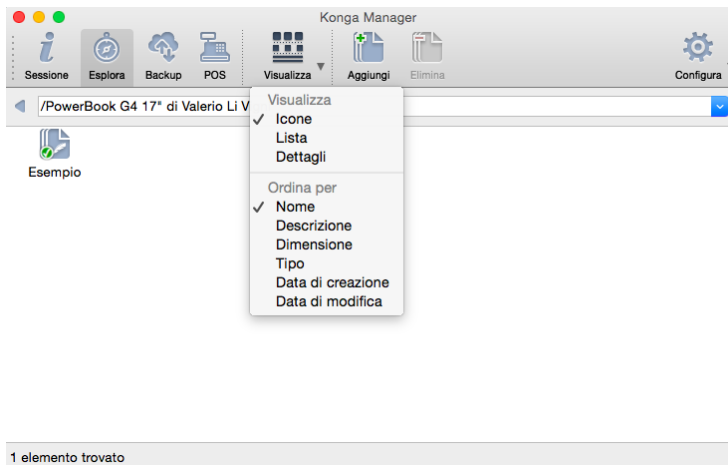 Konga Manager
Sessione Esplora Backup POS Visualizza Aggiungi Elimina Configura
/PowerBook G4 17" di Valerio Li V
Visualizza
✓ Icone
Lista
Dettagli
Esempio
Ordina per
✓ Nome
Descrizione
Dimensione
Tipo
Data di creazione
Data di modifica
1 elemento trovato